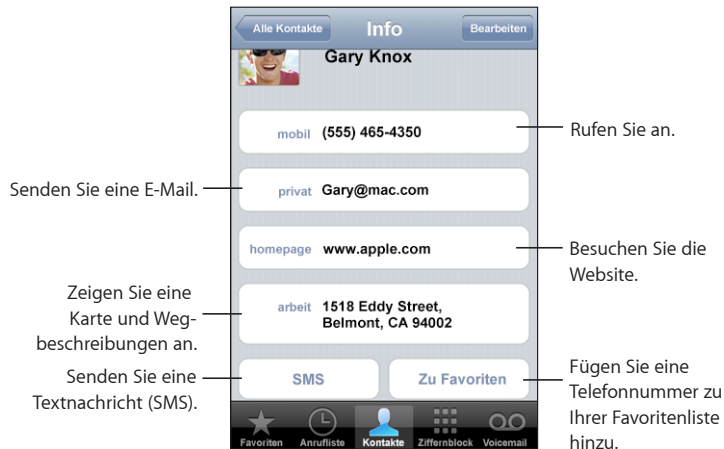 Alle Kontakte Info Bearbeiten
Gary Knox
mobil (555) 465-4350
Rufen Sie an.
Senden Sie eine E-Mail.
privat Gary@mac.com
homepage www.apple.com
Besuchen Sie die
Website.
Zeigen Sie eine
Karte und Weg-
beschreibungen an.
arbeit 1518 Eddy Street,
Belmont, CA 94002
Senden Sie eine
Textnachricht (SMS).
SMS Zu Favoriten
Fügen Sie eine
Telefonnummer zu
Ihrer Favoritenliste
hinzu.
Favoriten Anrufliste Kontakte Ziffernblock Voicemail